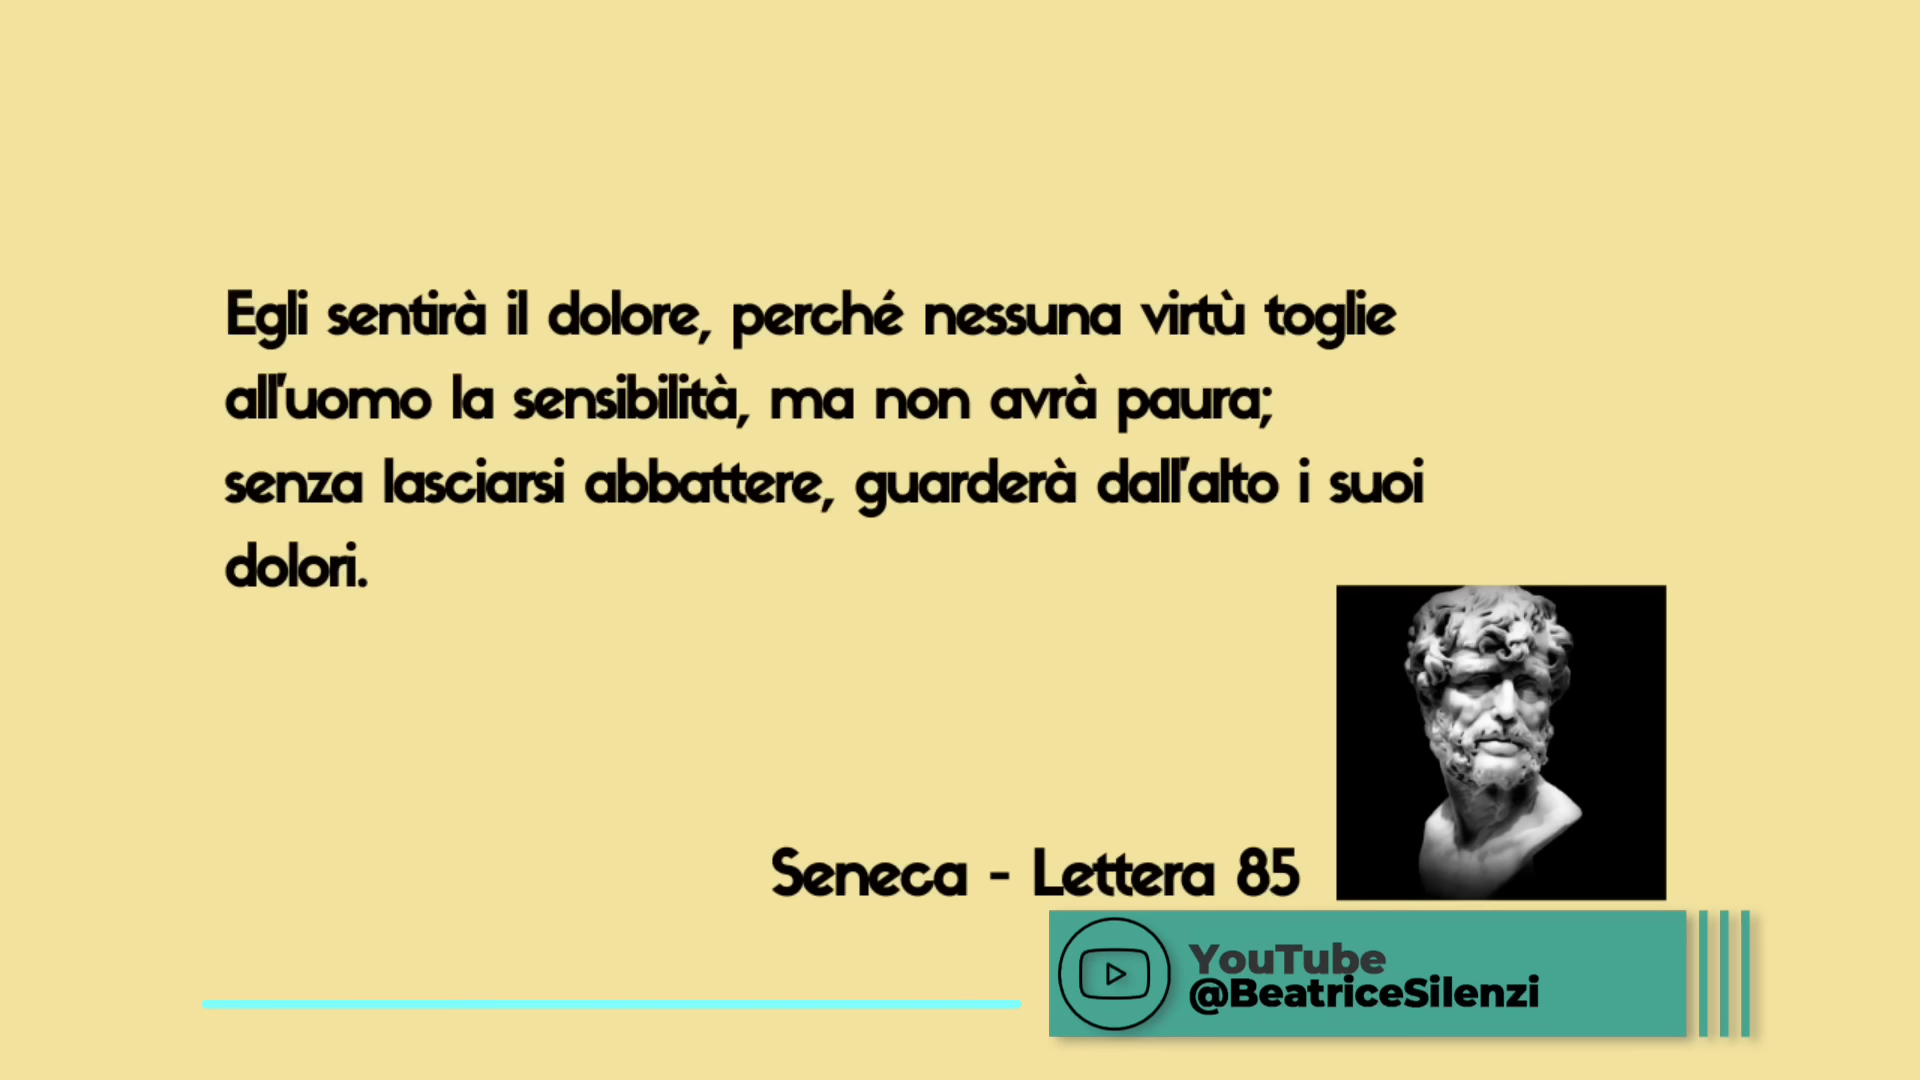 Egli sentirà il dolore, perché nessuna virtù toglie
all'uomo la sensibilità, ma non avrà paura;
senza lasciarsi abbattere, guarderà dall'alto i suoi
dolori.
Seneca - Lettera 85
YouTube
@BeatriceSilenzi